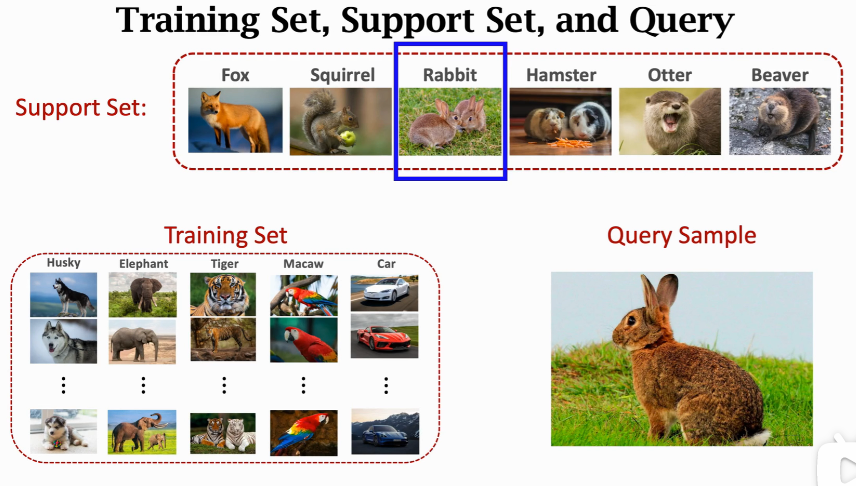 Training Set, Support Set, and Query
Fox Squirrel Rabbit Hamster Otter Beaver
Support Set:
Training Set
Query Sample
Husky Elephant Tiger Macaw Car